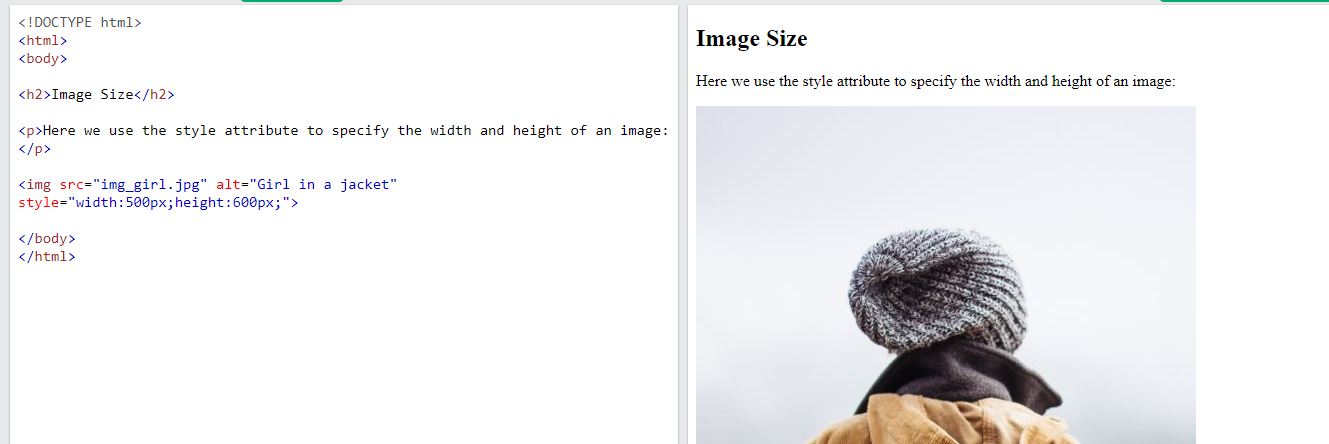 <!DOCTYPE html>
<html>
<body>
<h2>Image Size</h2>
<p>Here we use the style attribute to specify the width and height of an image:
</p>
<img src="img_girl.jpg" alt="Girl in a jacket"
style="width:500px;height:600px;">
</body>
</html>
Image Size
Here we use the style attribute to specify the width and height of an image: